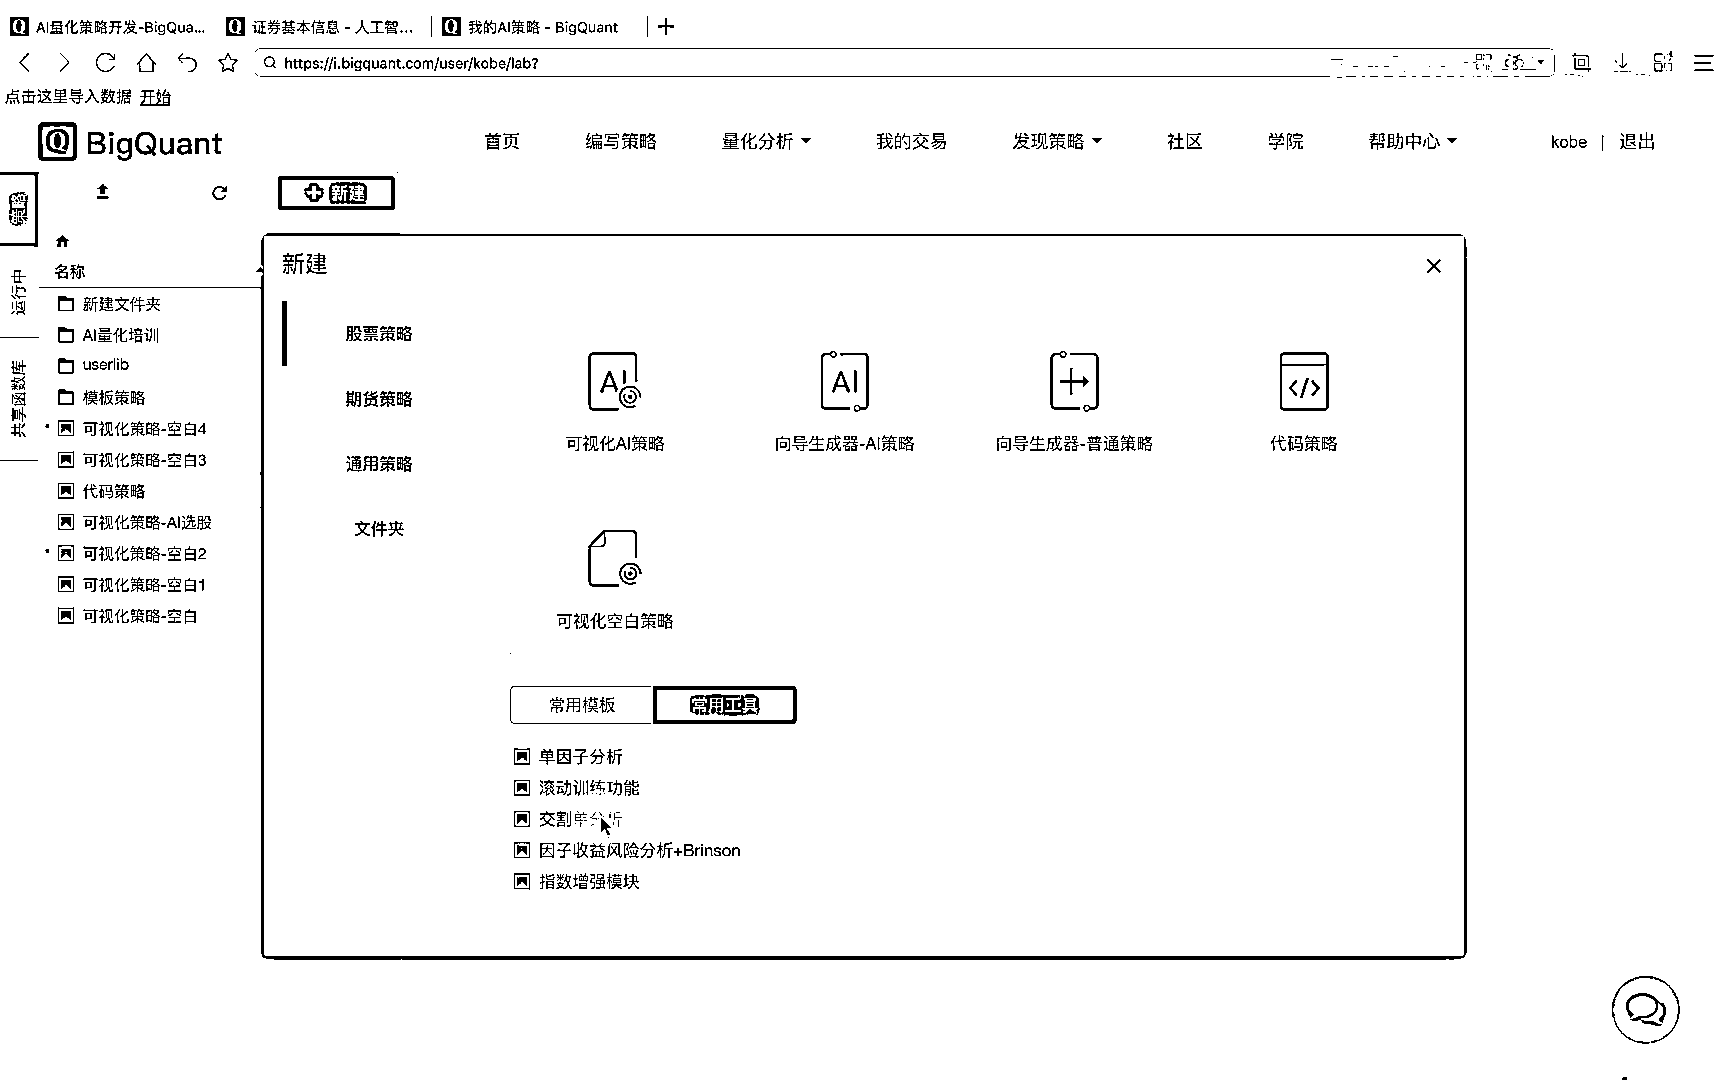 AI量化策略开发-BigQua...
证券基本信息 - 人工智...
我的AI策略 - BigQuant
https://i.bigquant.com/user/kobe/lab?
点击这里导入数据 开始
BigQuant
首页 编写策略 量化分析 我的交易 发现策略 社区 学院 帮助中心 kobe | 退出
策略
运行中
共享函数库
新建
名称
新建文件夹
AI量化培训
userlib
模板策略
可视化策略-空白4
可视化策略-空白3
代码策略
可视化策略-AI选股
可视化策略-空白2
可视化策略-空白1
可视化策略-空白
新建
股票策略
期货策略
通用策略
文件夹
可视化AI策略
向导生成器-AI策略
向导生成器-普通策略
代码策略
可视化空白策略
常用模板 常用工具
单因子分析
滚动训练功能
交割单分析
因子收益风险分析+Brinson
指数增强模块